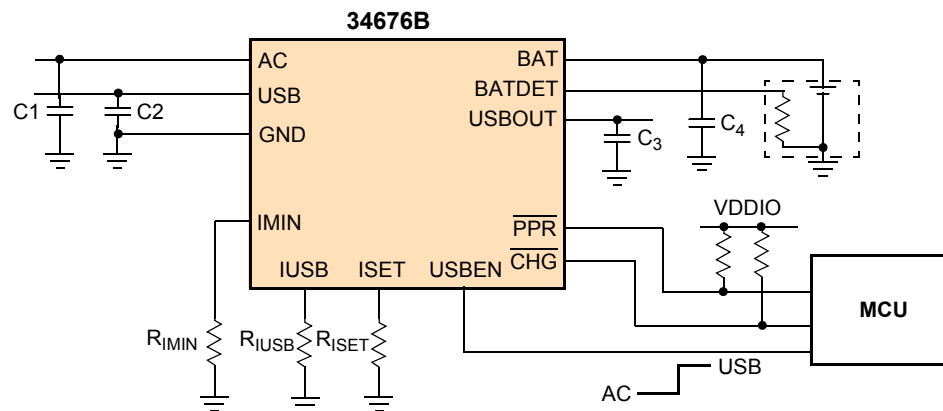 34676B
AC
USB
GND
IMIN
IUSB
ISET
USBEN
BAT
BATDET
USBOUT
PPR
CHG
C1
C2
C3
C4
RIMIN
RIUSB
RISET
VDDIO
MCU
AC
USB